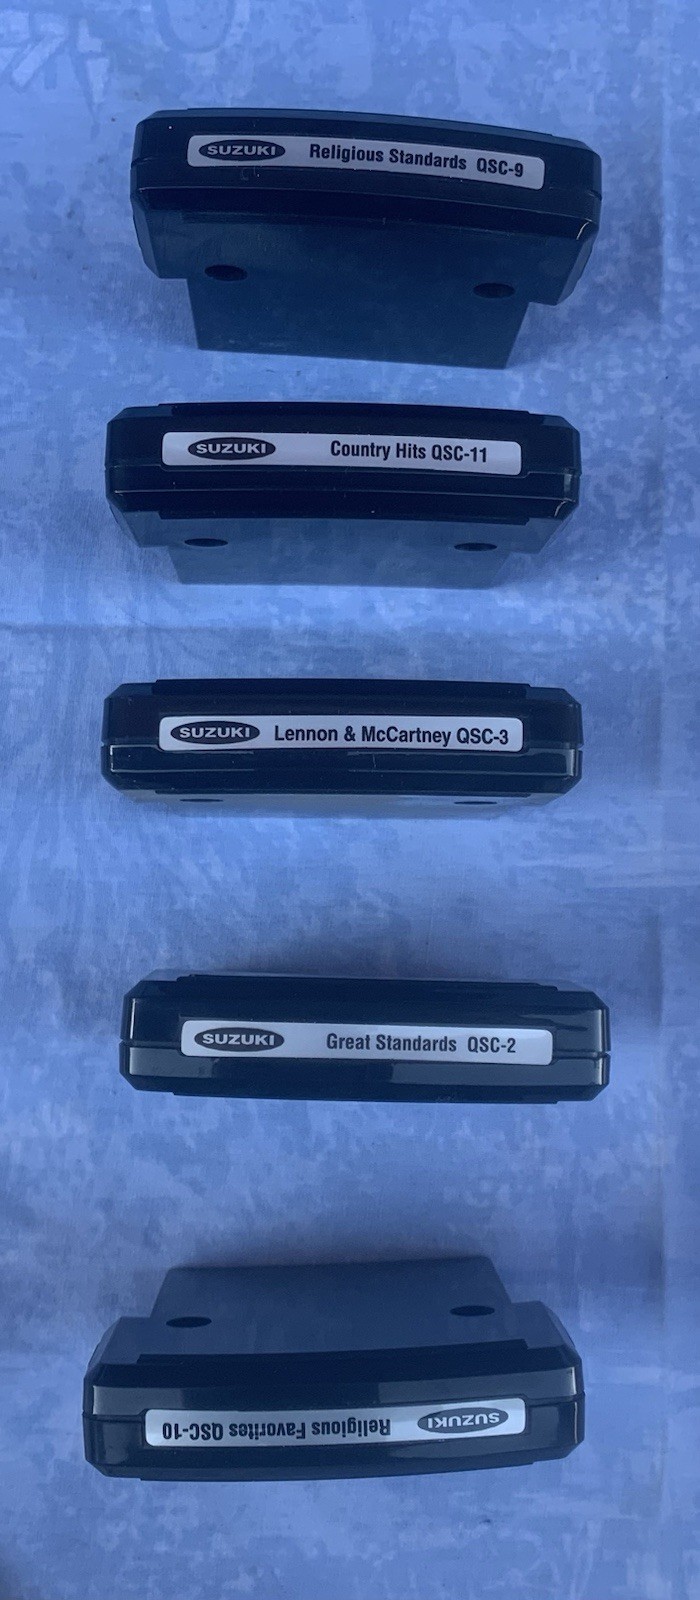 SUZUKI Religious Standards QSC-9
SUZUKI Country Hits QSC-11
SUZUKI Lennon & McCartney QSC-3
SUZUKI Great Standards QSC-2
SUZUKI Religious Favorites QSC-10